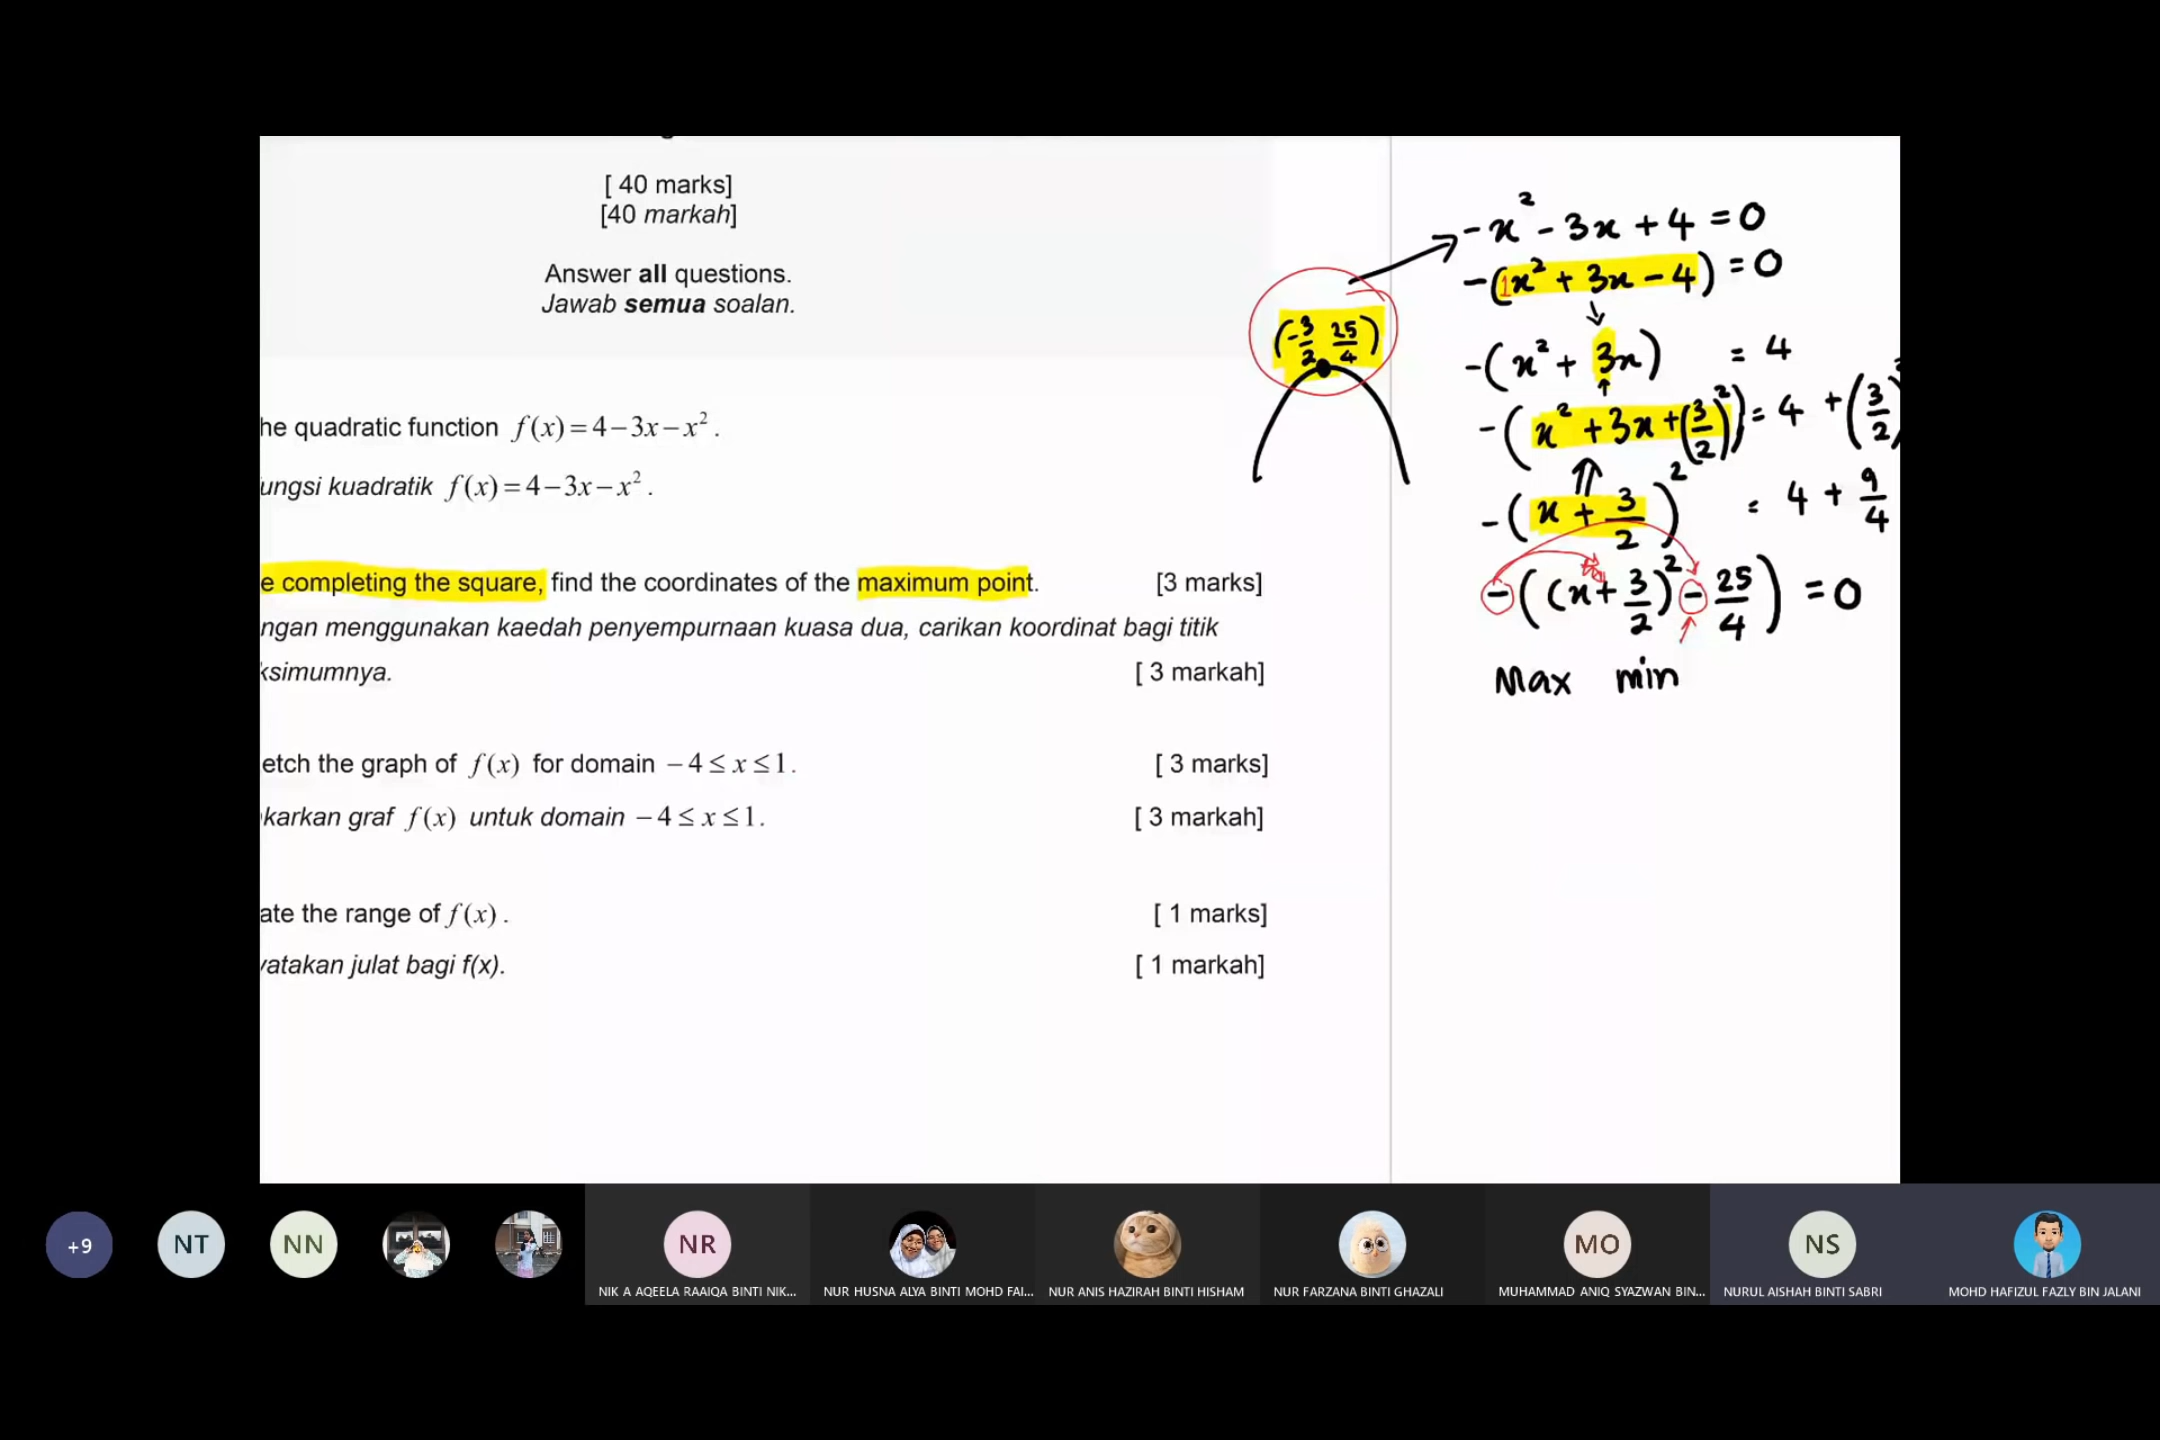 [ 40 marks]
[40 markah]
Answer all questions.
Jawab semua soalan.
he quadratic function f(x) = 4 − 3x − x².
ungsi kuadratik f(x) = 4 − 3x − x².
e completing the square, find the coordinates of the maximum point. [3 marks]
ngan menggunakan kaedah penyempurnaan kuasa dua, carikan koordinat bagi titik
ksimumnya. [ 3 markah]
etch the graph of f(x) for domain − 4 ≤ x ≤ 1. [ 3 marks]
karkan graf f(x) untuk domain − 4 ≤ x ≤ 1. [ 3 markah]
ate the range of f(x). [ 1 marks]
yatakan julat bagi f(x). [ 1 markah]
(-3/2 25/4)
-x² - 3x + 4 = 0
-(1x² + 3x - 4) = 0
-(x² + 3x) = 4
-(x² + 3x + (3/2)²) = 4 + (3/2)²
-(x + 3/2)² = 4 + 9/4
-((x + 3/2)² - 25/4) = 0
Max min
+9
NT
NN
NR
MO
NS
NIK A AQEELA RAAIQA BINTI NIK...
NUR HUSNA ALYA BINTI MOHD FAI...
NUR ANIS HAZIRAH BINTI HISHAM
NUR FARZANA BINTI GHAZALI
MUHAMMAD ANIQ SYAZWAN BIN...
NURUL AISHAH BINTI SABRI
MOHD HAFIZUL FAZLY BIN JALANI